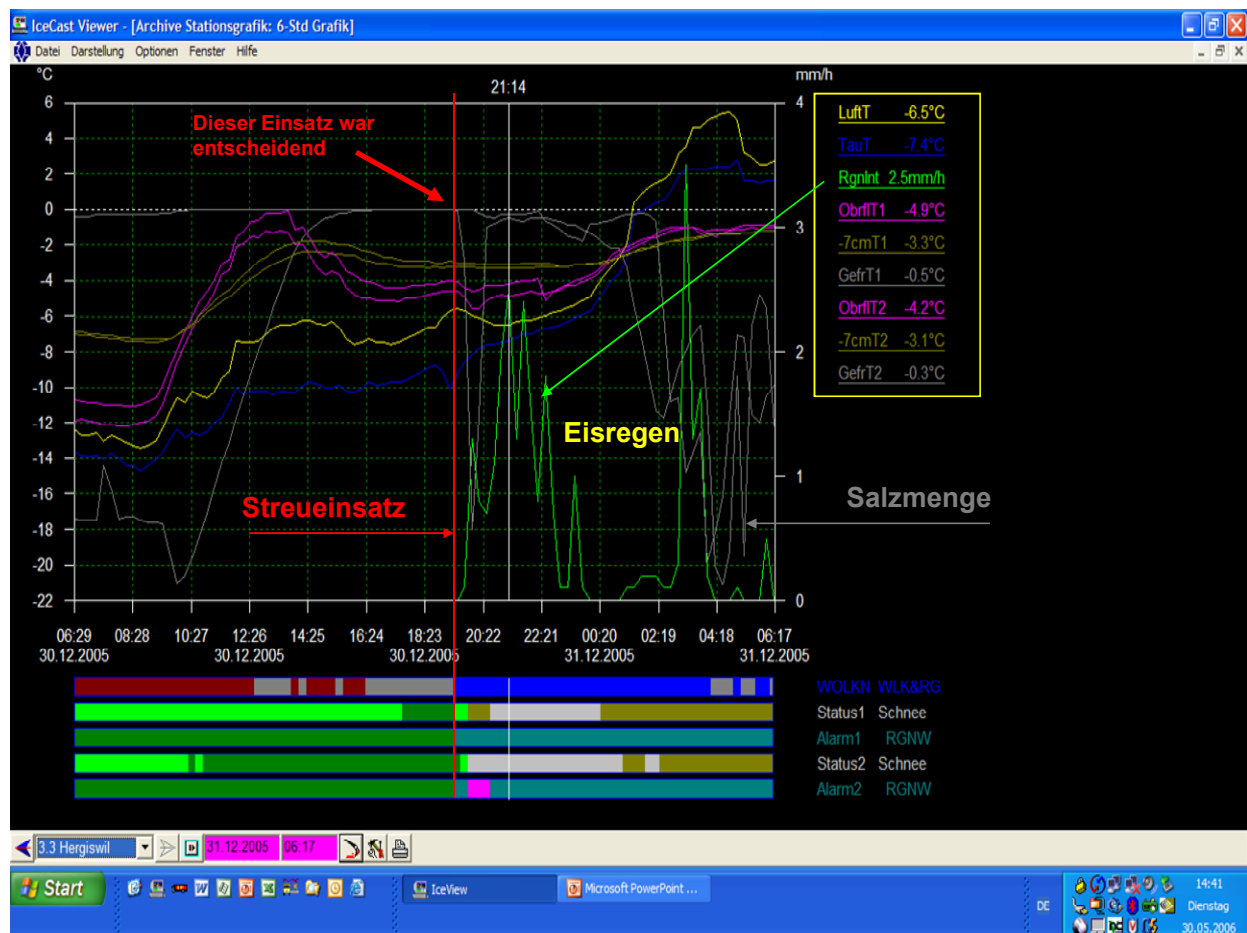 IceCast Viewer - [Archive Stationsgrafik: 6-Std Grafik]
Datei Darstellung Optionen Fenster Hilfe
°C
mm/h
21:14
6
4
2
0
-2
-4
-6
-8
-10
-12
-14
-16
-18
-20
-22
4
3
2
1
0
Dieser Einsatz war
entscheidend
LuftT -6.5°C
TauT -7.4°C
RgnInt 2.5mm/h
ObrflT1 -4.9°C
-7cmT1 -3.3°C
GefrT1 -0.5°C
ObrflT2 -4.2°C
-7cmT2 -3.1°C
GefrT2 -0.3°C
Eisregen
Streueinsatz
Salzmenge
06:29 08:28 10:27 12:26 14:25 16:24 18:23 20:22 22:21 00:20 02:19 04:18 06:17
30.12.2005 30.12.2005 30.12.2005 31.12.2005 31.12.2005
WOLKN WLK&RG
Status1 Schnee
Alarm1 RGNW
Status2 Schnee
Alarm2 RGNW
3.3 Hergiswil 31.12.2005 06:17
Start IceView Microsoft PowerPoint ... DE 14:41
Dienstag
30.05.2006